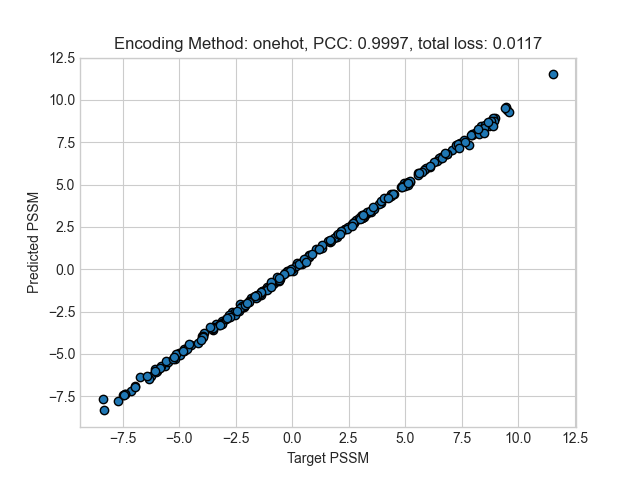 Encoding Method: onehot, PCC: 0.9997, total loss: 0.0117
12.5
10.0
7.5
5.0
2.5
0.0
−2.5
−5.0
−7.5
Predicted PSSM
−7.5 −5.0 −2.5 0.0 2.5 5.0 7.5 10.0 12.5
Target PSSM